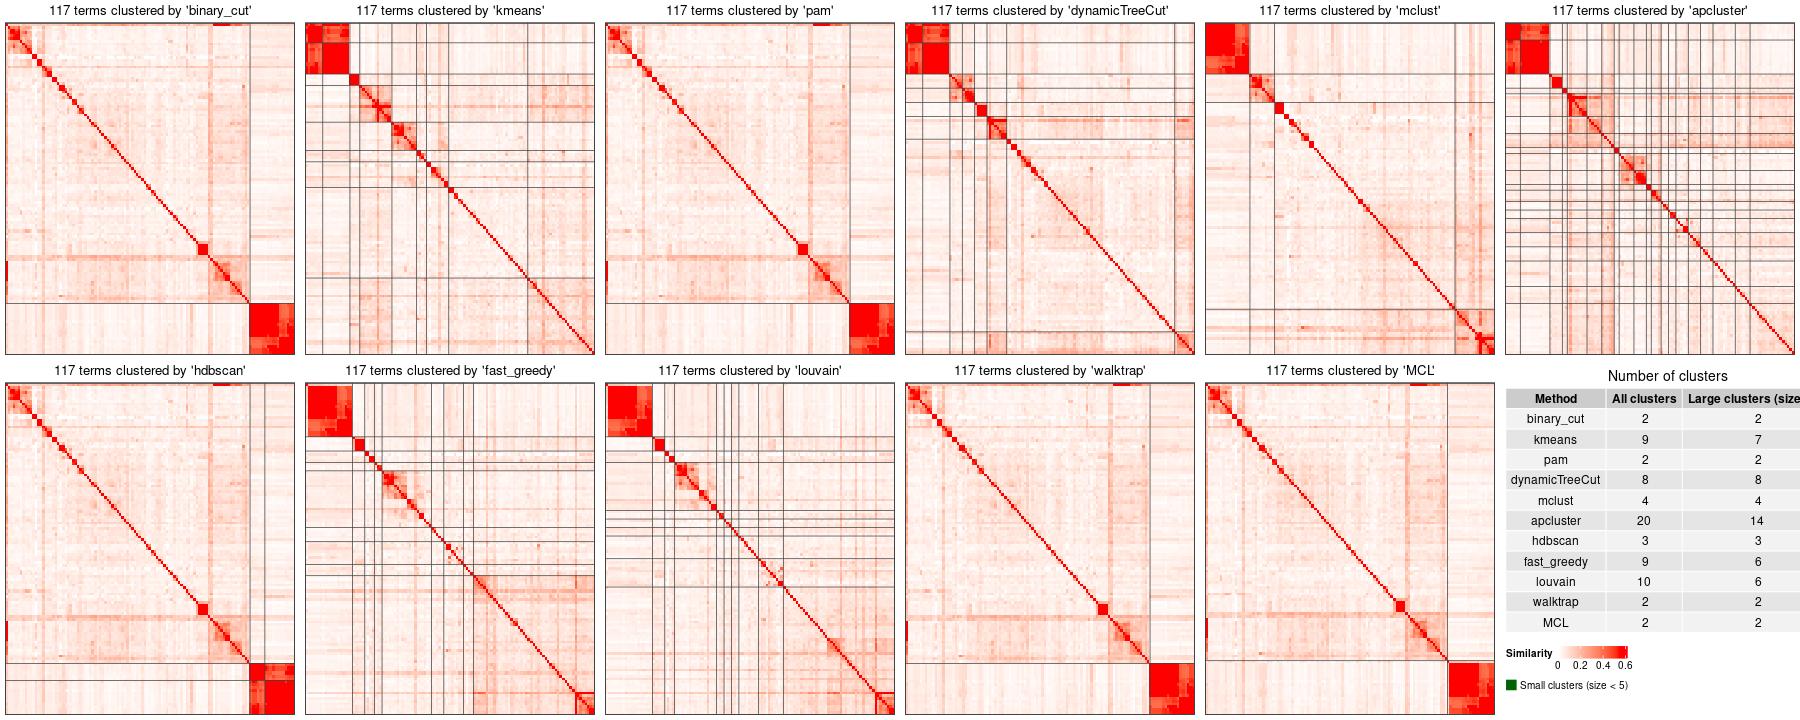 117 terms clustered by 'binary_cut'
117 terms clustered by 'kmeans'
117 terms clustered by 'pam'
117 terms clustered by 'dynamicTreeCut'
117 terms clustered by 'mclust'
117 terms clustered by 'apcluster'
117 terms clustered by 'hdbscan'
117 terms clustered by 'fast_greedy'
117 terms clustered by 'louvain'
117 terms clustered by 'walktrap'
117 terms clustered by 'MCL'
Number of clusters
Method All clusters Large clusters (size
binary_cut 2 2
kmeans 9 7
pam 2 2
dynamicTreeCut 8 8
mclust 4 4
apcluster 20 14
hdbscan 3 3
fast_greedy 9 6
louvain 10 6
walktrap 2 2
MCL 2 2
Similarity
0 0.2 0.4 0.6
Small clusters (size < 5)